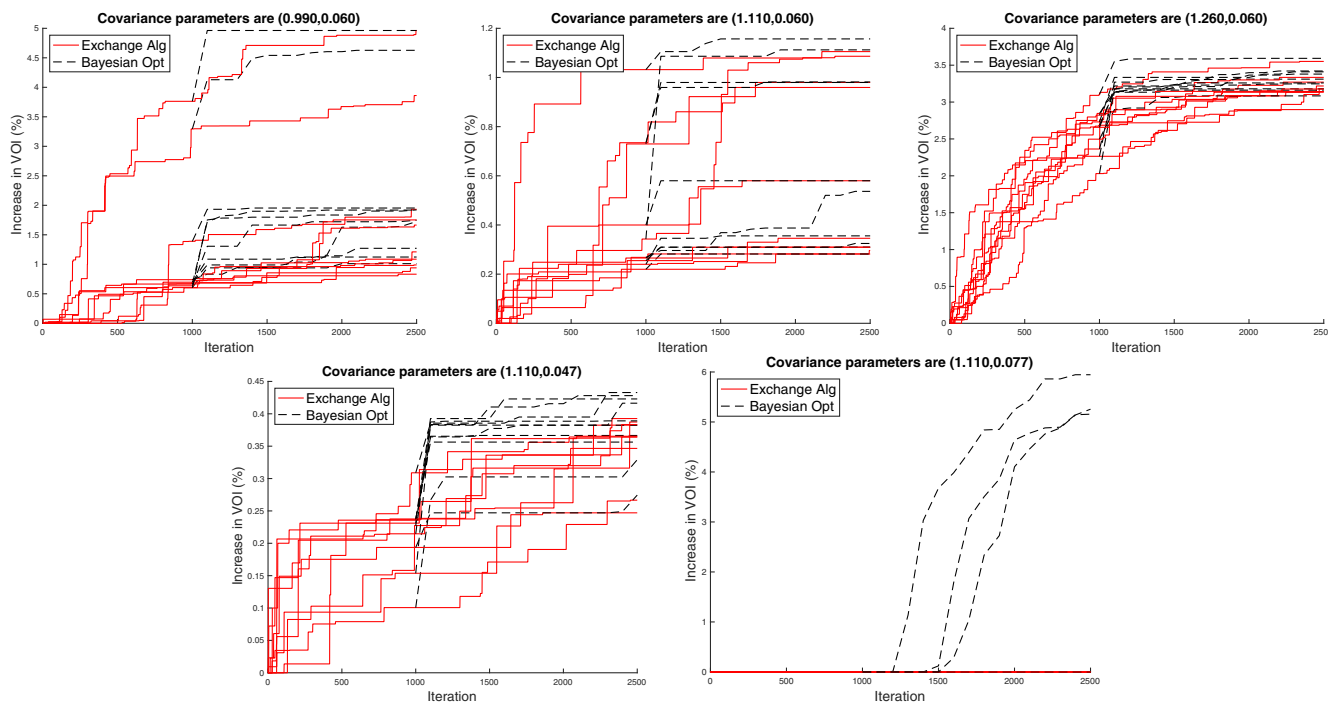 Covariance parameters are (0.990,0.060)
Exchange Alg
Bayesian Opt
Increase in VOI (%)
5
4.5
4
3.5
3
2.5
2
1.5
1
0.5
0
0
500
1000
1500
2000
2500
Iteration
Covariance parameters are (1.110,0.060)
Exchange Alg
Bayesian Opt
Increase in VOI (%)
1.2
1
0.8
0.6
0.4
0.2
0
0
500
1000
1500
2000
2500
Iteration
Covariance parameters are (1.260,0.060)
Exchange Alg
Bayesian Opt
Increase in VOI (%)
4
3.5
3
2.5
2
1.5
1
0.5
0
0
500
1000
1500
2000
2500
Iteration
Covariance parameters are (1.110,0.047)
Exchange Alg
Bayesian Opt
Increase in VOI (%)
0.45
0.4
0.35
0.3
0.25
0.2
0.15
0.1
0.05
0
0
500
1000
1500
2000
2500
Iteration
Covariance parameters are (1.110,0.077)
Exchange Alg
Bayesian Opt
Increase in VOI (%)
6
5
4
3
2
1
0
0
500
1000
1500
2000
2500
Iteration